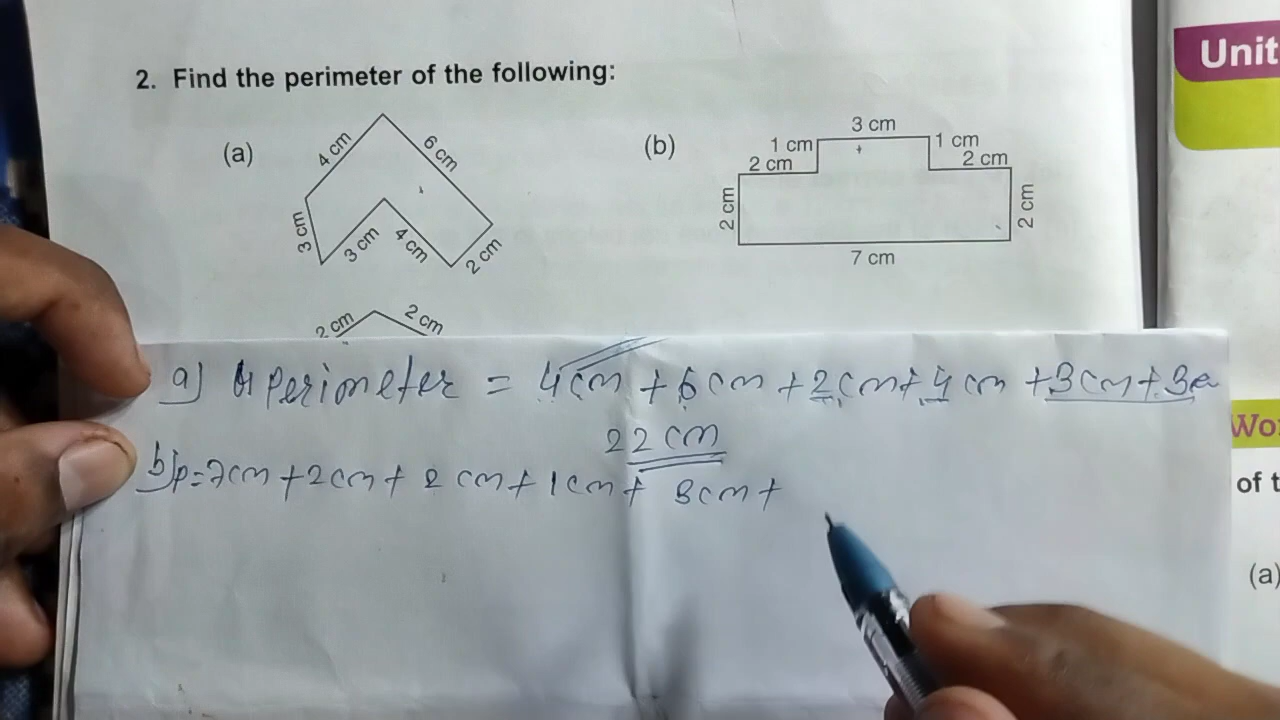 2. Find the perimeter of the following:
(a)
4 cm
6 cm
3 cm
3 cm
4 cm
2 cm
(b)
3 cm
1 cm
1 cm
2 cm
2 cm
2 cm
2 cm
7 cm
2 cm
2 cm
a) Perimeter = 4cm + 6cm + 2cm + 4cm + 3cm + 3c
22 cm
b) p = 7cm + 2cm + 2cm + 1cm + 3cm +
Unit
Wo
of t
(a)